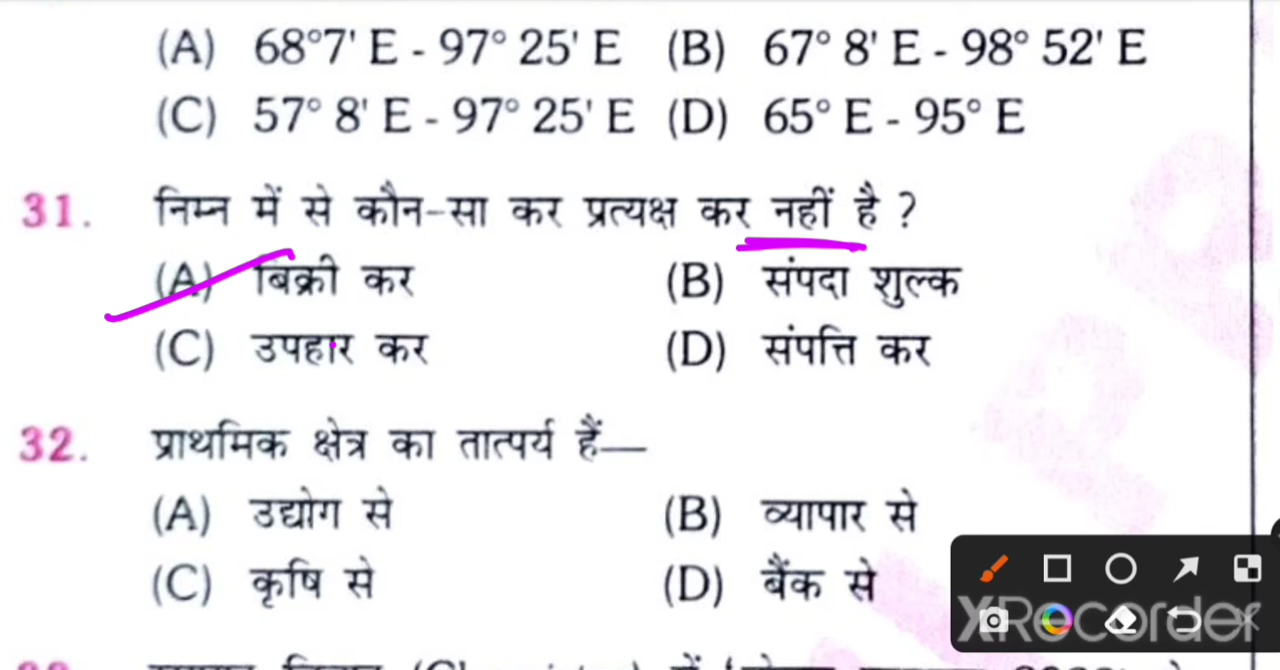 (A) 68°7' E - 97° 25' E (B) 67° 8' E - 98° 52' E
(C) 57° 8' E - 97° 25' E (D) 65° E - 95° E
31. निम्न में से कौन-सा कर प्रत्यक्ष कर नहीं है ?
(A) बिक्री कर (B) संपदा शुल्क
(C) उपहार कर (D) संपत्ति कर
32. प्राथमिक क्षेत्र का तात्पर्य हैं—
(A) उद्योग से (B) व्यापार से
(C) कृषि से (D) बैंक से
XRecorder